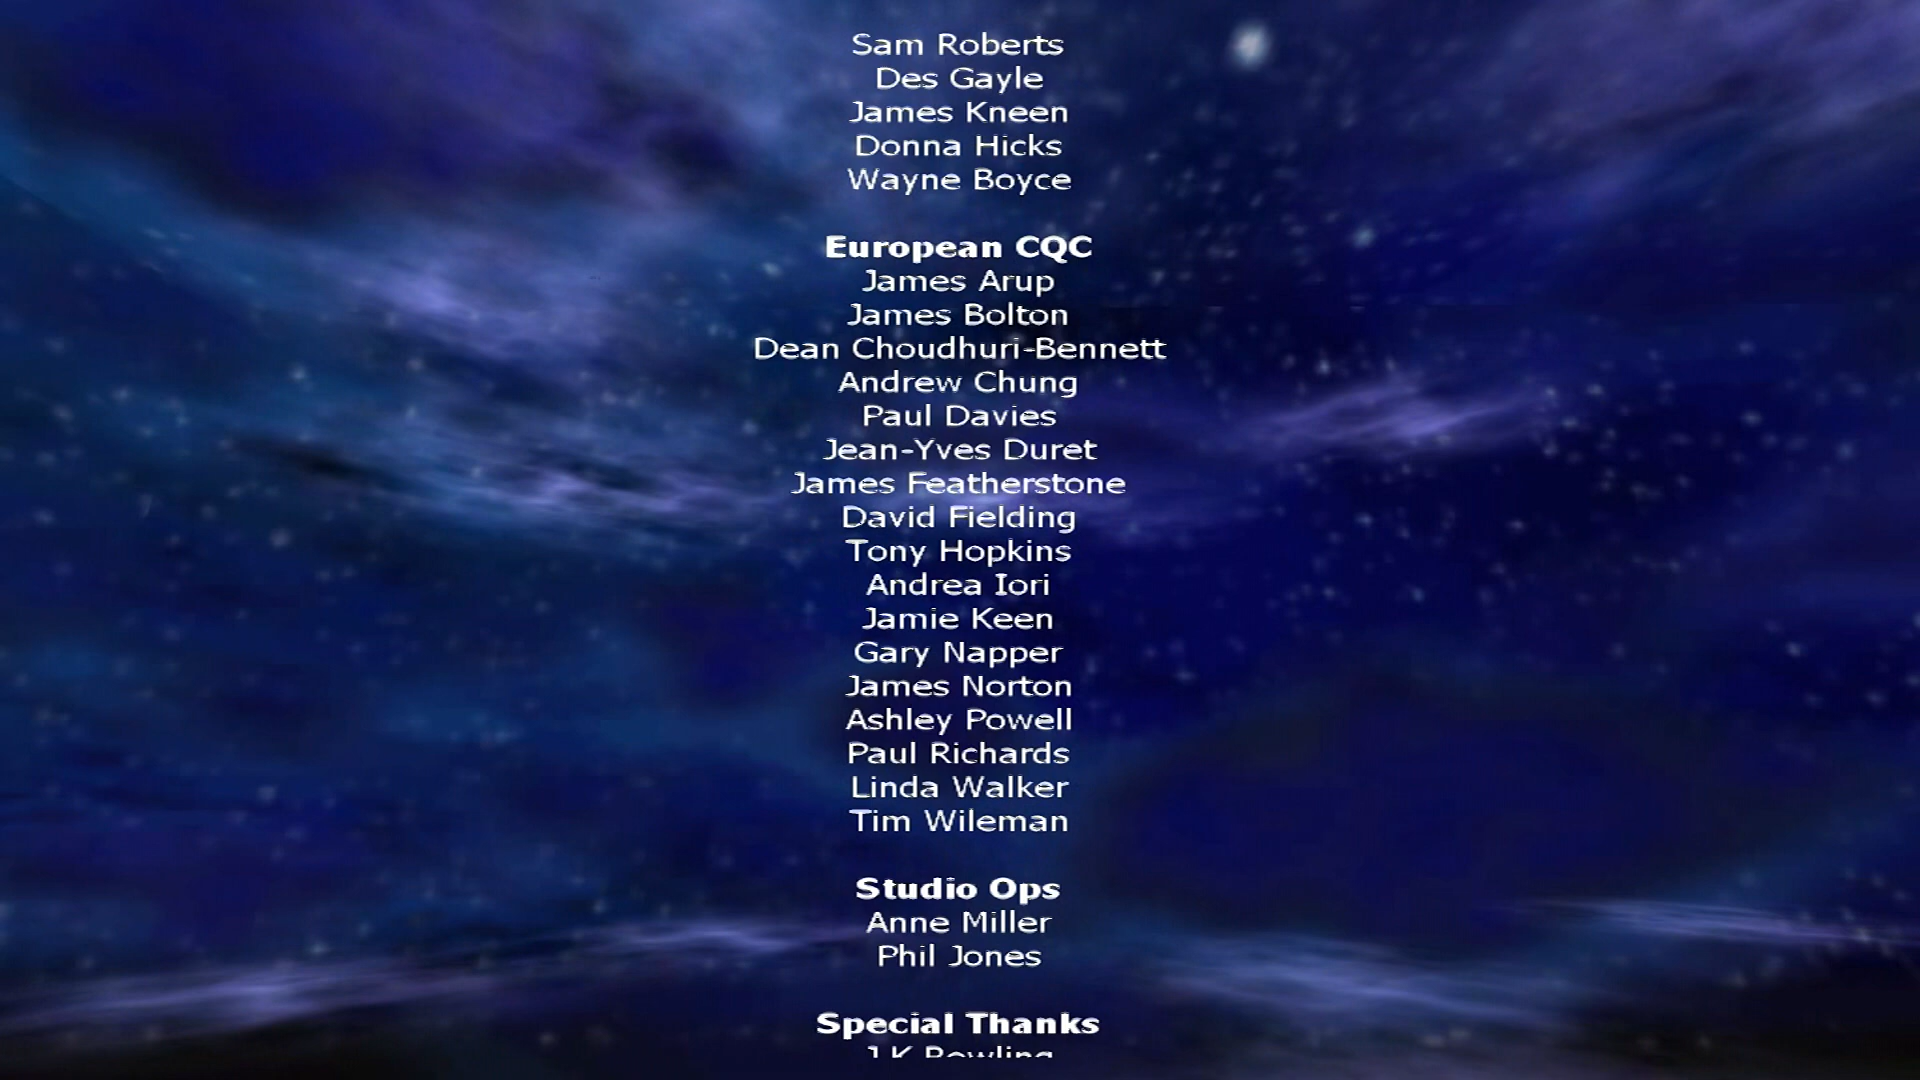 Sam Roberts
Des Gayle
James Kneen
Donna Hicks
Wayne Boyce
European CQC
James Arup
James Bolton
Dean Choudhuri-Bennett
Andrew Chung
Paul Davies
Jean-Yves Duret
James Featherstone
David Fielding
Tony Hopkins
Andrea Iori
Jamie Keen
Gary Napper
James Norton
Ashley Powell
Paul Richards
Linda Walker
Tim Wileman
Studio Ops
Anne Miller
Phil Jones
Special Thanks
J.K.Rowling